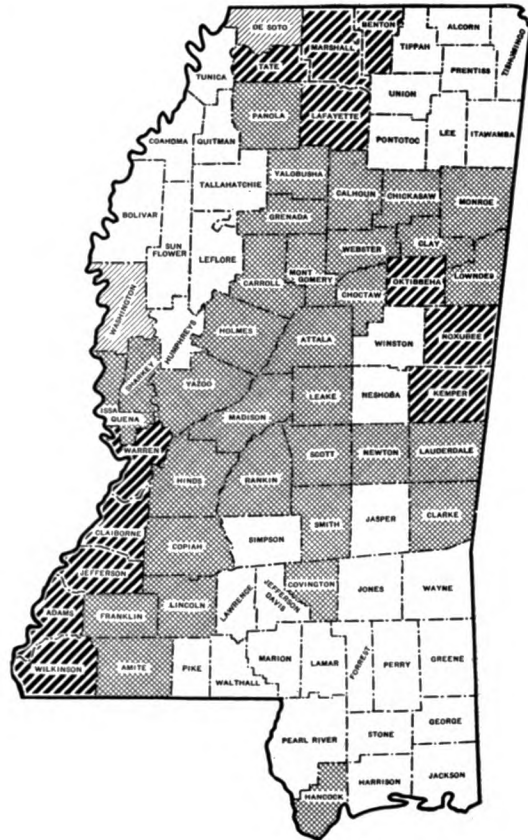 DE SOTO
BENTON
ALCORN
TISHOMINGO
MARSHALL
TIPPAH
TATE
TUNICA
PRENTISS
UNION
PANOLA
LAFAYETTE
COAHOMA
QUITMAN
PONTOTOC
LEE
ITAWAMBA
YALOBUSHA
TALLAHATCHIE
CALHOUN
CHICKASAW
MONROE
BOLIVAR
GRENADA
SUN
FLOWER
LEFLORE
WEBSTER
CLAY
CARROLL
MONT
GOMERY
OKTIBBEHA
LOWNDES
CHOCTAW
WASHINGTON
HUMPHREYS
HOLMES
ATTALA
WINSTON
NOXUBEE
SHARKEY
ISSA
QUENA
YAZOO
LEAKE
NESHOBA
KEMPER
MADISON
WARREN
SCOTT
NEWTON
LAUDERDALE
HINDS
RANKIN
CLAIBORNE
SMITH
JASPER
CLARKE
COPIAH
SIMPSON
JEFFERSON
COVINGTON
JONES
WAYNE
ADAMS
FRANKLIN
LINCOLN
LAWRENCE
JEFFERSON
DAVIS
WILKINSON
AMITE
PIKE
MARION
LAMAR
FORREST
PERRY
GREENE
WALTHALL
GEORGE
PEARL RIVER
STONE
HARRISON
JACKSON
HANCOCK